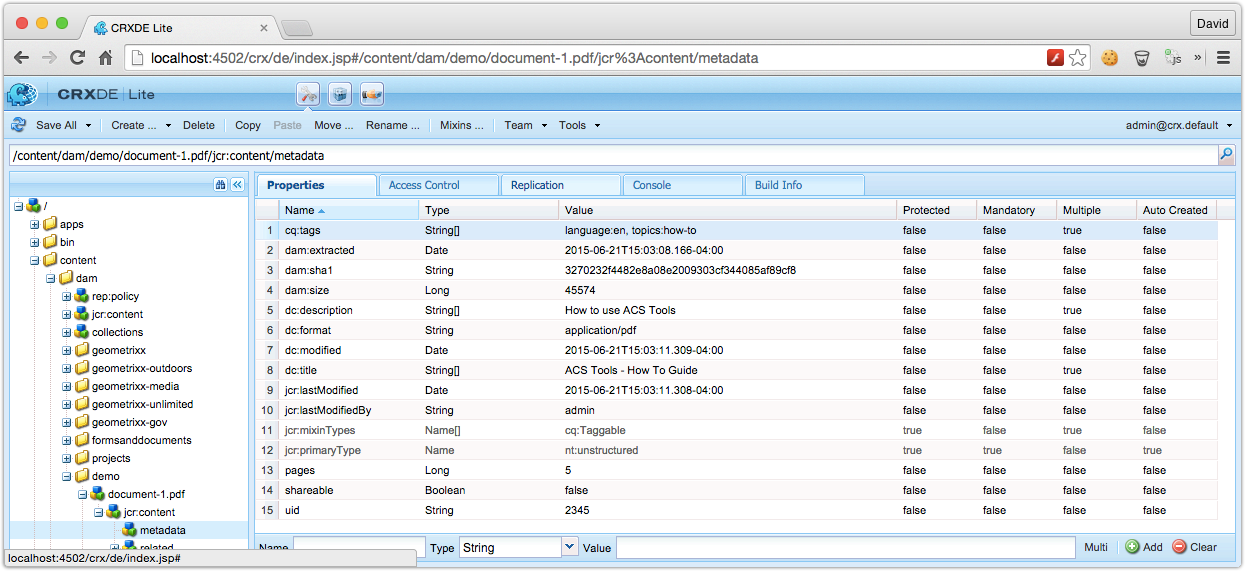 CRXDE Lite
David
localhost:4502/crx/de/index.jsp#/content/dam/demo/document-1.pdf/jcr%3Acontent/metadata
js
»
CRXDE | Lite
Save All Create ... Delete Copy Paste Move ... Rename ... Mixins ... Team Tools admin@crx.default
/content/dam/demo/document-1.pdf/jcr:content/metadata
Properties Access Control Replication Console Build Info
/
apps
bin
content
dam
rep:policy
jcr:content
collections
geometrixx
geometrixx-outdoors
geometrixx-media
geometrixx-unlimited
geometrixx-gov
formsanddocuments
projects
demo
document-1.pdf
jcr:content
metadata
related
Name Type Value Protected Mandatory Multiple Auto Created
1 cq:tags String[] language:en, topics:how-to false false true false
2 dam:extracted Date 2015-06-21T15:03:08.166-04:00 false false false false
3 dam:sha1 String 3270232f4482e8a08e2009303cf344085af89cf8 false false false false
4 dam:size Long 45574 false false false false
5 dc:description String[] How to use ACS Tools false false true false
6 dc:format String application/pdf false false false false
7 dc:modified Date 2015-06-21T15:03:11.309-04:00 false false false false
8 dc:title String[] ACS Tools - How To Guide false false true false
9 jcr:lastModified Date 2015-06-21T15:03:11.308-04:00 false false false false
10 jcr:lastModifiedBy String admin false false false false
11 jcr:mixinTypes Name[] cq:Taggable true false true false
12 jcr:primaryType Name nt:unstructured true true false true
13 pages Long 5 false false false false
14 shareable Boolean false false false false false
15 uid String 2345 false false false false
Name Type String Value Multi Add Clear
localhost:4502/crx/de/index.jsp#